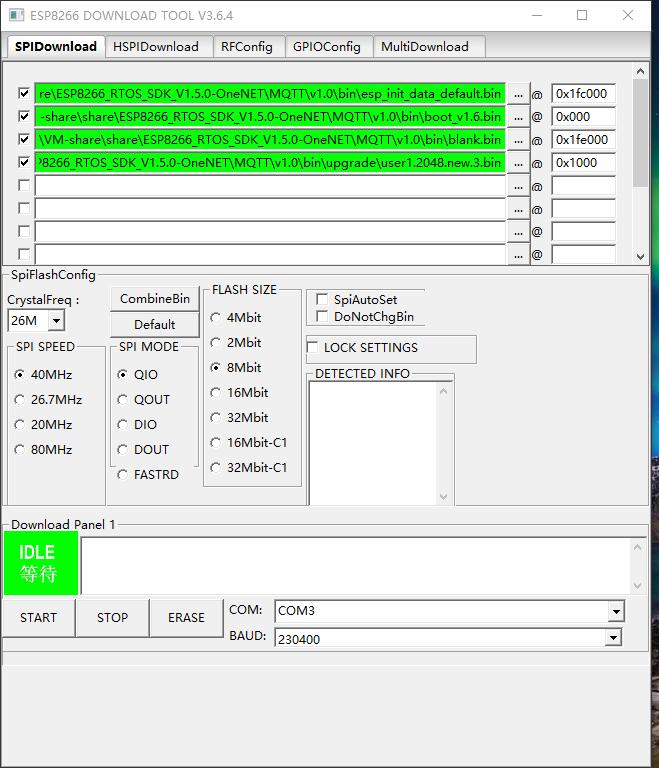 ESP8266 DOWNLOAD TOOL V3.6.4
SPIDownload HSPIDownload RFConfig GPIOConfig MultiDownload
re\ESP8266_RTOS_SDK_V1.5.0-OneNET\MQTT\v1.0\bin\esp_init_data_default.bin ... @ 0x1fc000
-share\share\ESP8266_RTOS_SDK_V1.5.0-OneNET\MQTT\v1.0\bin\boot_v1.6.bin ... @ 0x000
\VM-share\share\ESP8266_RTOS_SDK_V1.5.0-OneNET\MQTT\v1.0\bin\blank.bin ... @ 0x1fe000
P8266_RTOS_SDK_V1.5.0-OneNET\MQTT\v1.0\bin\upgrade\user1.2048.new.3.bin ... @ 0x1000
... @
... @
... @
... @
SpiFlashConfig
CrystalFreq :
26M
CombineBin
Default
SPI SPEED
40MHz
26.7MHz
20MHz
80MHz
SPI MODE
QIO
QOUT
DIO
DOUT
FASTRD
FLASH SIZE
4Mbit
2Mbit
8Mbit
16Mbit
32Mbit
16Mbit-C1
32Mbit-C1
SpiAutoSet
DoNotChgBin
LOCK SETTINGS
DETECTED INFO
Download Panel 1
IDLE
等待
START STOP ERASE
COM: COM3
BAUD: 230400